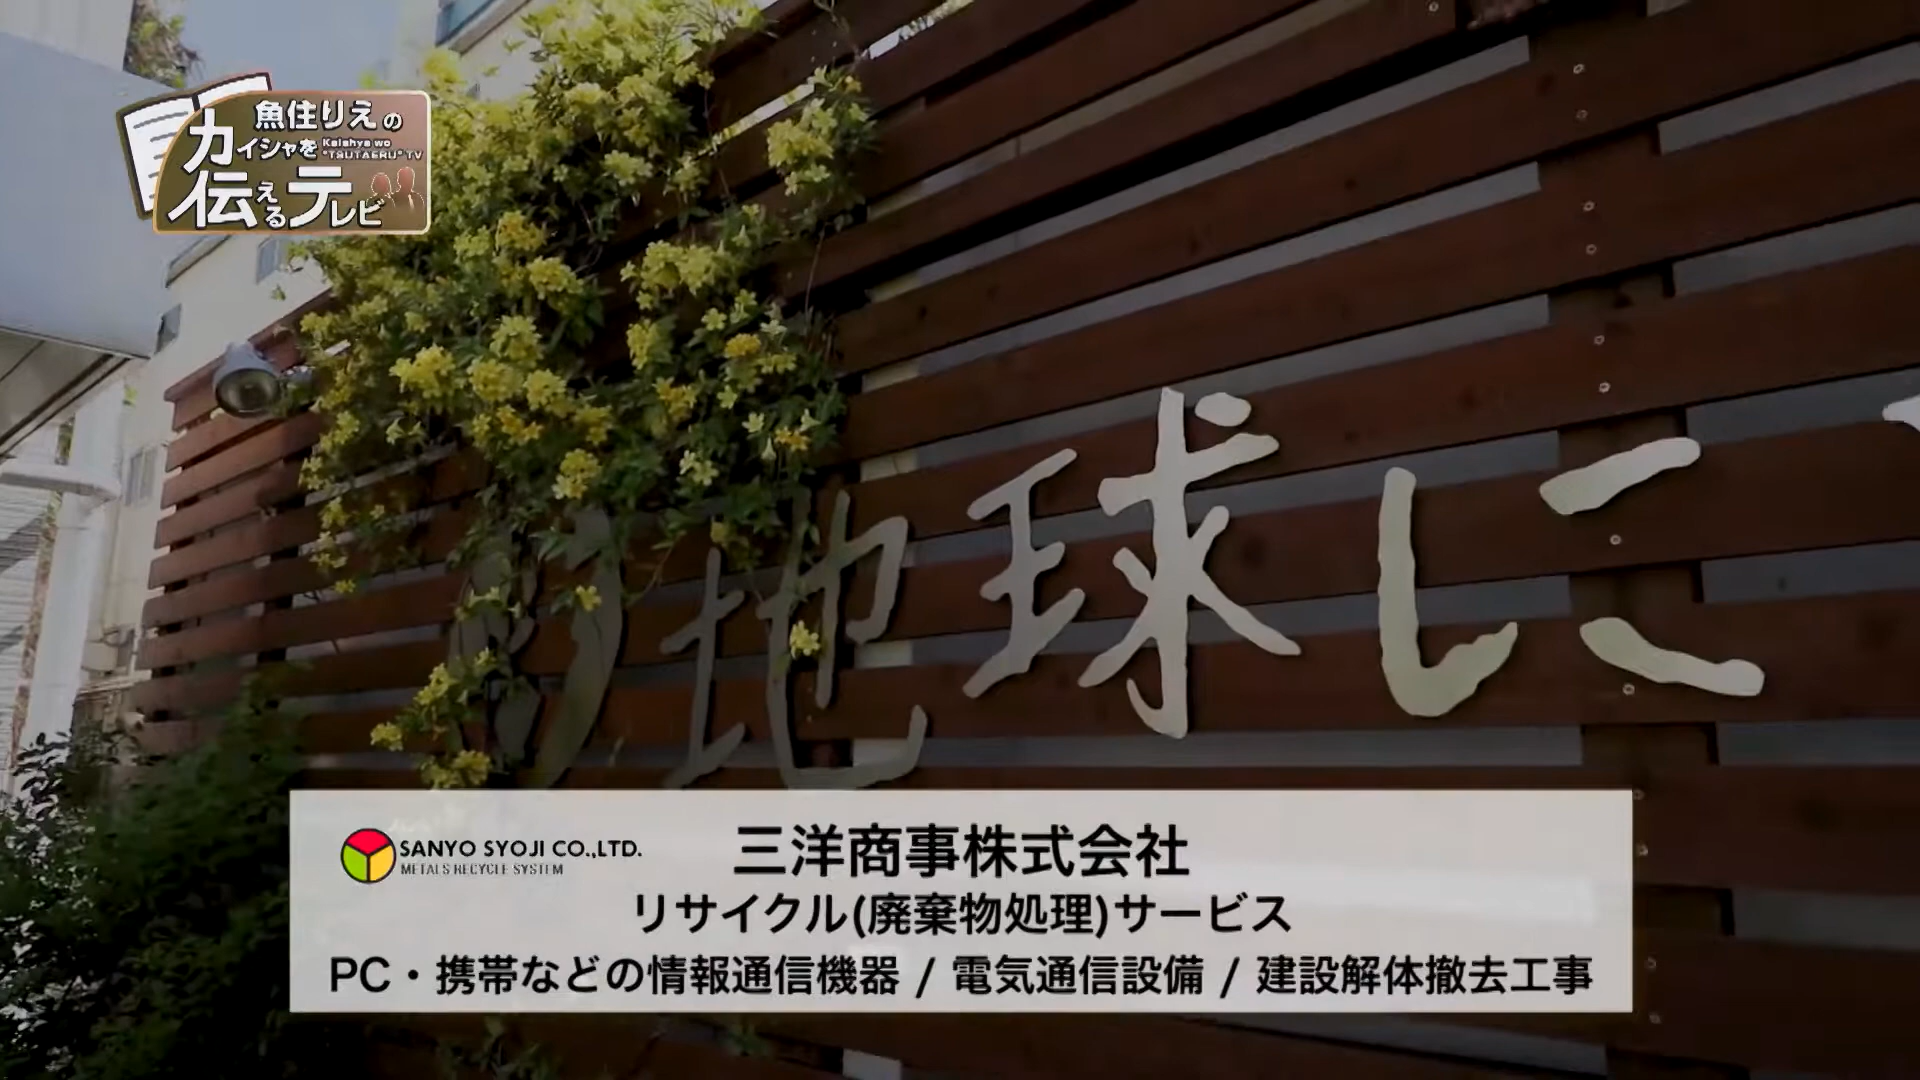 魚住りえの
カイシャを
Kaishya wo
"TSUTAERU" TV
伝えるテレビ
地球に
SANYO SYOJI CO.,LTD.
METALS RECYCLE SYSTEM
三洋商事株式会社
リサイクル(廃棄物処理)サービス
PC・携帯などの情報通信機器 / 電気通信設備 / 建設解体撤去工事